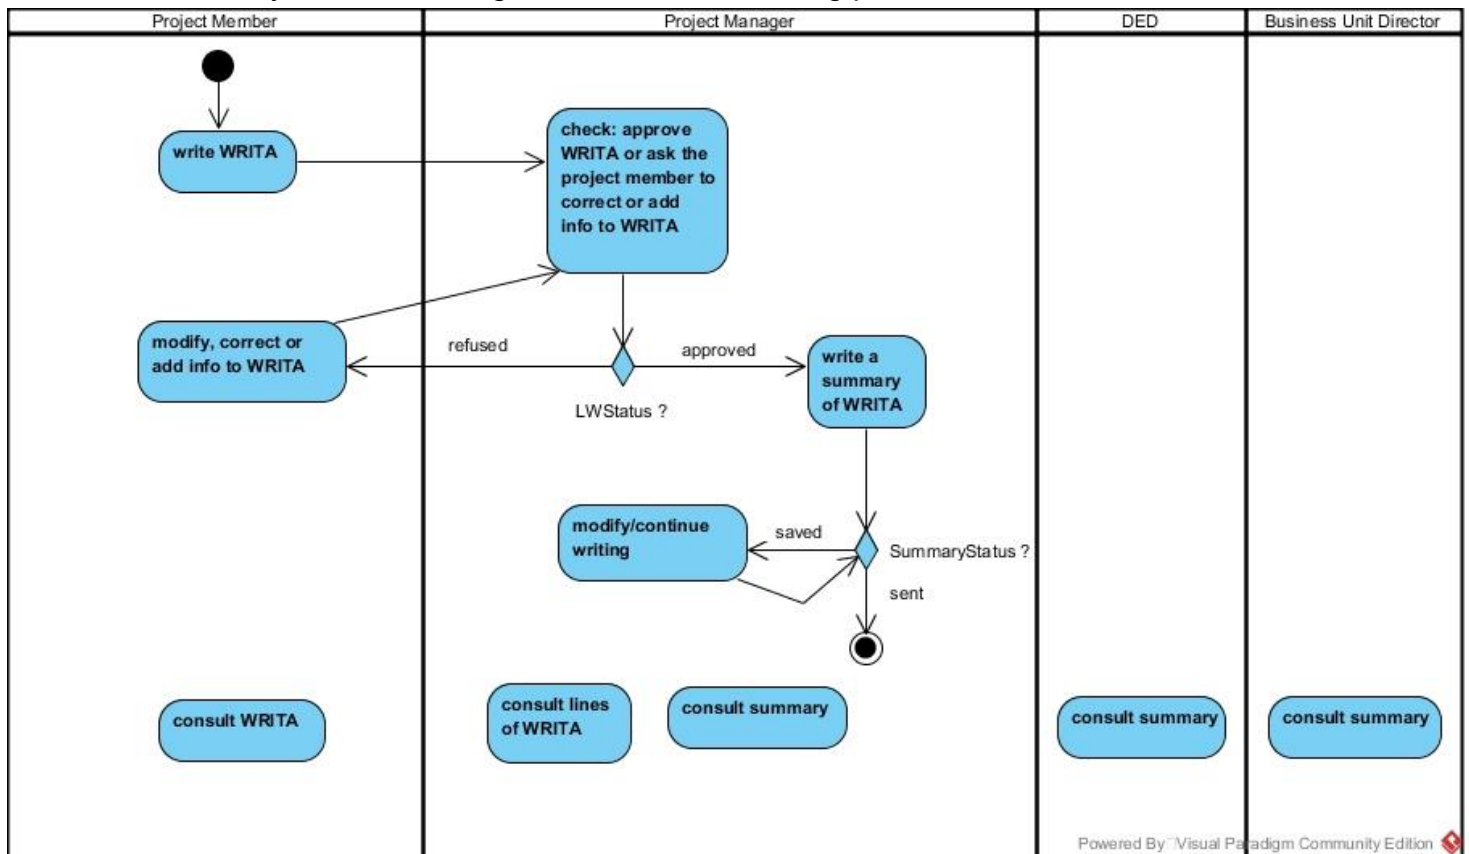 Project Member
Project Manager
DED
Business Unit Director
write WRITA
check: approve
WRITA or ask the
project member to
correct or add
info to WRITA
modify, correct or
add info to WRITA
refused
approved
LWStatus ?
write a
summary
of WRITA
modify/continue
writing
saved
SummaryStatus ?
sent
consult WRITA
consult lines
of WRITA
consult summary
consult summary
consult summary
Powered By Visual Paradigm Community Edition